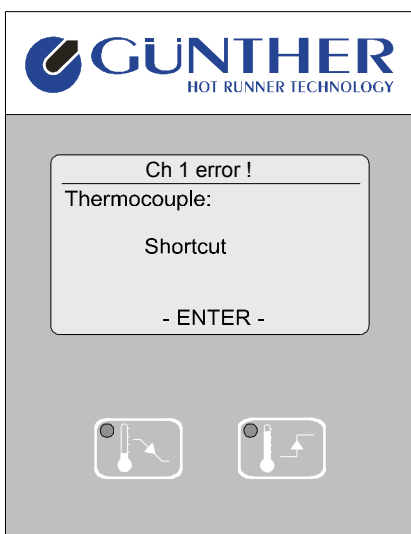 GÜNTHER
HOT RUNNER TECHNOLOGY
Ch 1 error !
Thermocouple:
Shortcut
- ENTER -